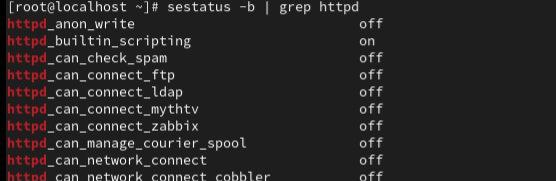 [root@localhost ~]# sestatus -b | grep httpd
httpd_anon_write off
httpd_builtin_scripting on
httpd_can_check_spam off
httpd_can_connect_ftp off
httpd_can_connect_ldap off
httpd_can_connect_mythtv off
httpd_can_connect_zabbix off
httpd_can_manage_courier_spool off
httpd_can_network_connect off
httpd_can_network_connect_cobbler off